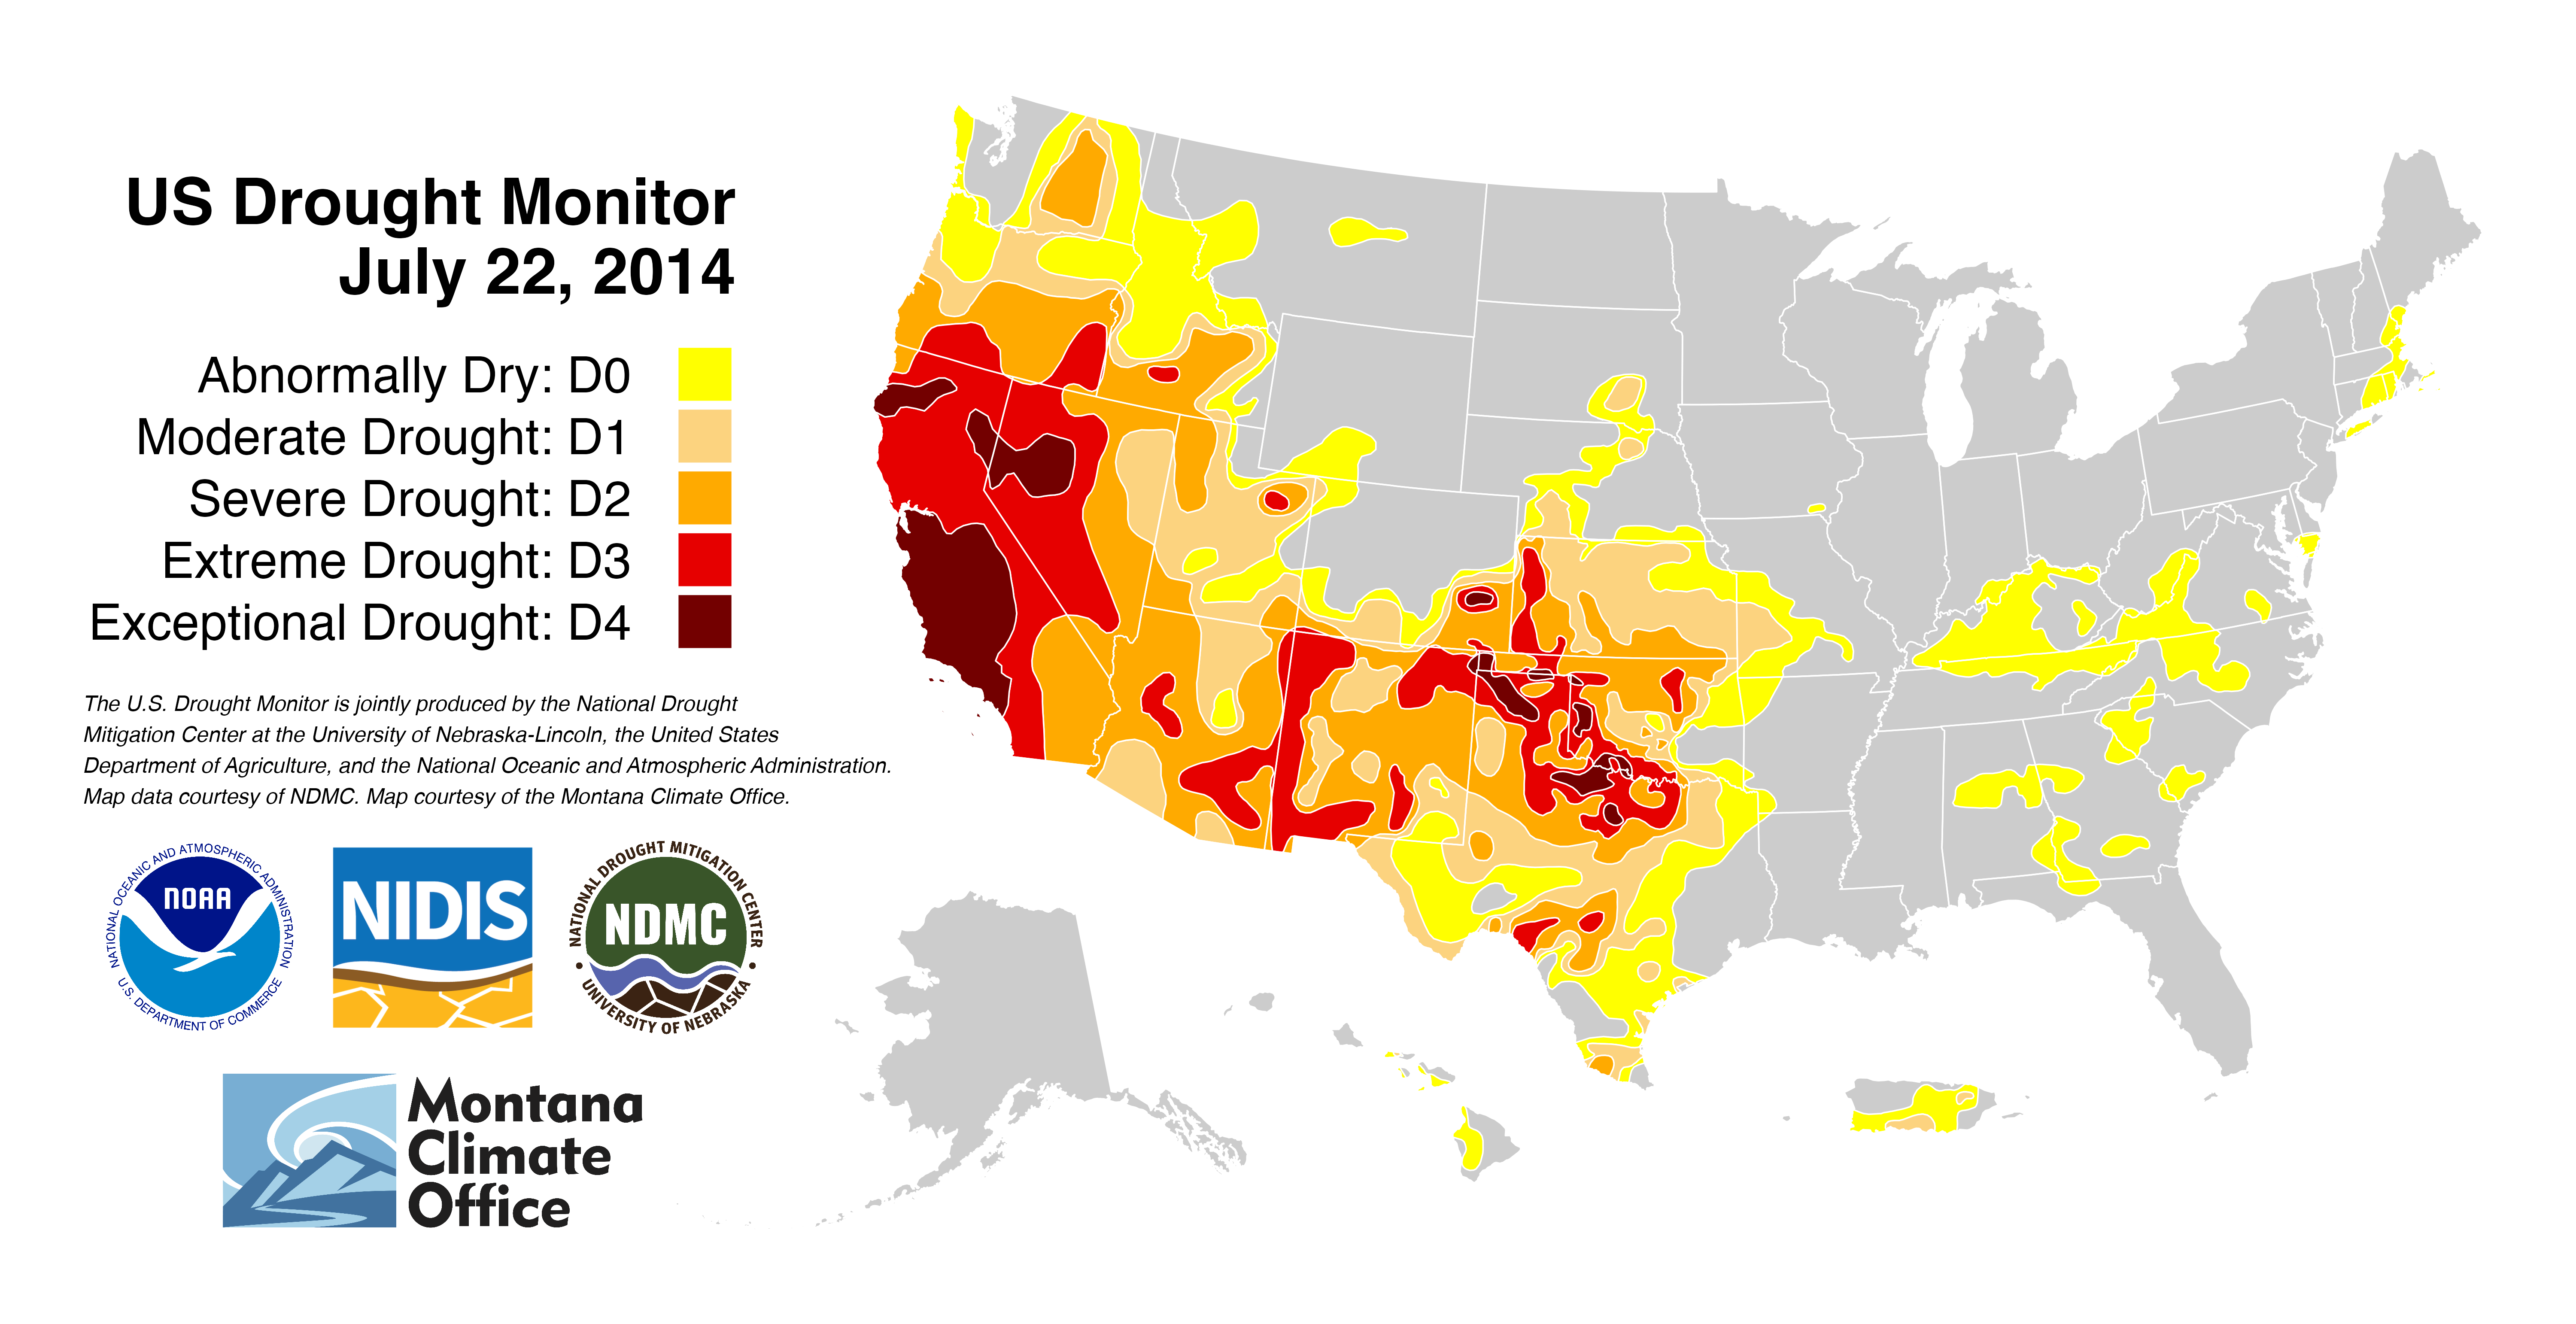 US Drought Monitor
July 22, 2014
Abnormally Dry: D0
Moderate Drought: D1
Severe Drought: D2
Extreme Drought: D3
Exceptional Drought: D4
The U.S. Drought Monitor is jointly produced by the National Drought
Mitigation Center at the University of Nebraska-Lincoln, the United States
Department of Agriculture, and the National Oceanic and Atmospheric Administration.
Map data courtesy of NDMC. Map courtesy of the Montana Climate Office.
NATIONAL OCEANIC AND ATMOSPHERIC ADMINISTRATION
NOAA
U.S. DEPARTMENT OF COMMERCE
NIDIS
NATIONAL DROUGHT MITIGATION CENTER
NDMC
UNIVERSITY OF NEBRASKA
Montana
Climate
Office